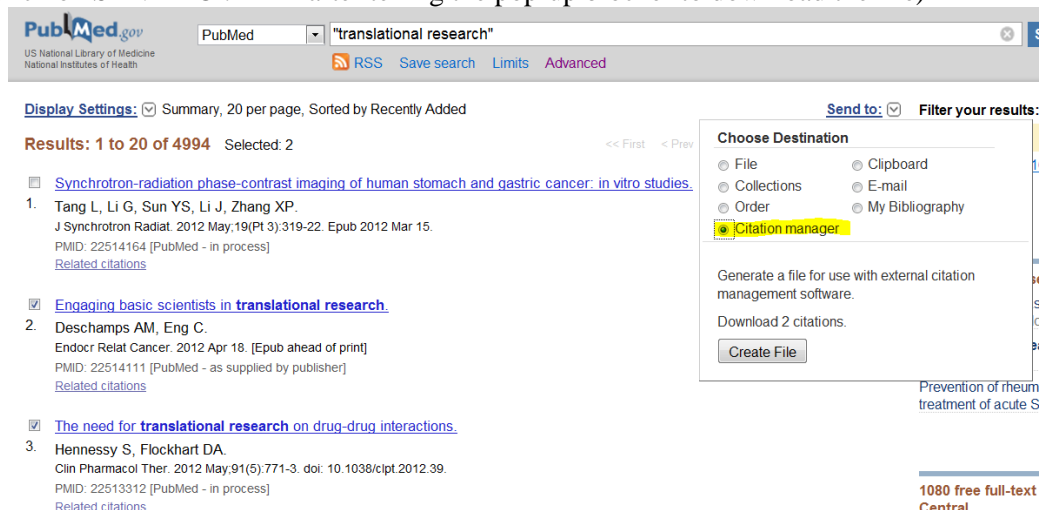 PubMed.gov
US National Library of Medicine
National Institutes of Health
PubMed
"translational research"
RSS Save search Limits Advanced
Display Settings: Summary, 20 per page, Sorted by Recently Added
Send to:
Filter your results:
Results: 1 to 20 of 4994 Selected: 2
<< First < Prev
Choose Destination
File
Clipboard
Collections
E-mail
Order
My Bibliography
Citation manager
Generate a file for use with external citation
management software.
Download 2 citations.
Create File
Synchrotron-radiation phase-contrast imaging of human stomach and gastric cancer: in vitro studies.
1. Tang L, Li G, Sun YS, Li J, Zhang XP.
J Synchrotron Radiat. 2012 May;19(Pt 3):319-22. Epub 2012 Mar 15.
PMID: 22514164 [PubMed - in process]
Related citations
Engaging basic scientists in translational research.
2. Deschamps AM, Eng C.
Endocr Relat Cancer. 2012 Apr 18. [Epub ahead of print]
PMID: 22514111 [PubMed - as supplied by publisher]
Related citations
The need for translational research on drug-drug interactions.
3. Hennessy S, Flockhart DA.
Clin Pharmacol Ther. 2012 May;91(5):771-3. doi: 10.1038/clpt.2012.39.
PMID: 22513312 [PubMed - in process]
Related citations
Prevention of rheum
treatment of acute S
1080 free full-text
Central